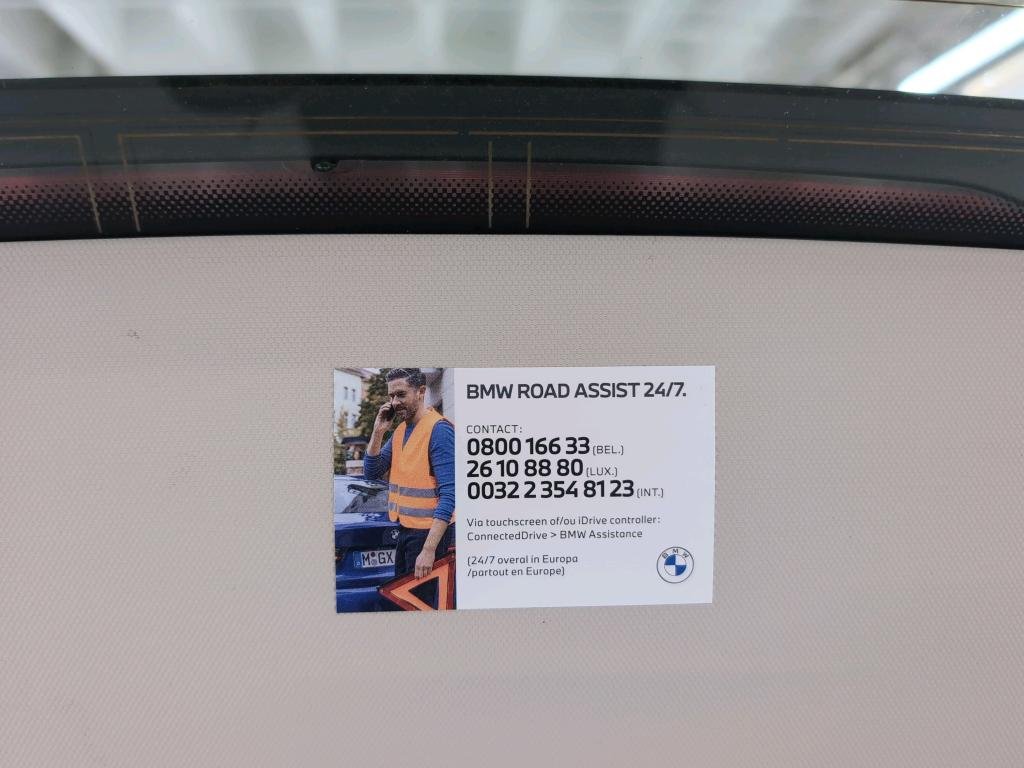 BMW ROAD ASSIST 24/7.
CONTACT:
0800 166 33 (BEL.)
26 10 88 80 (LUX.)
0032 2 354 81 23 (INT.)
Via touchscreen of/ou iDrive controller:
ConnectedDrive > BMW Assistance
(24/7 overal in Europa
/partout en Europe)
BMW
M GX